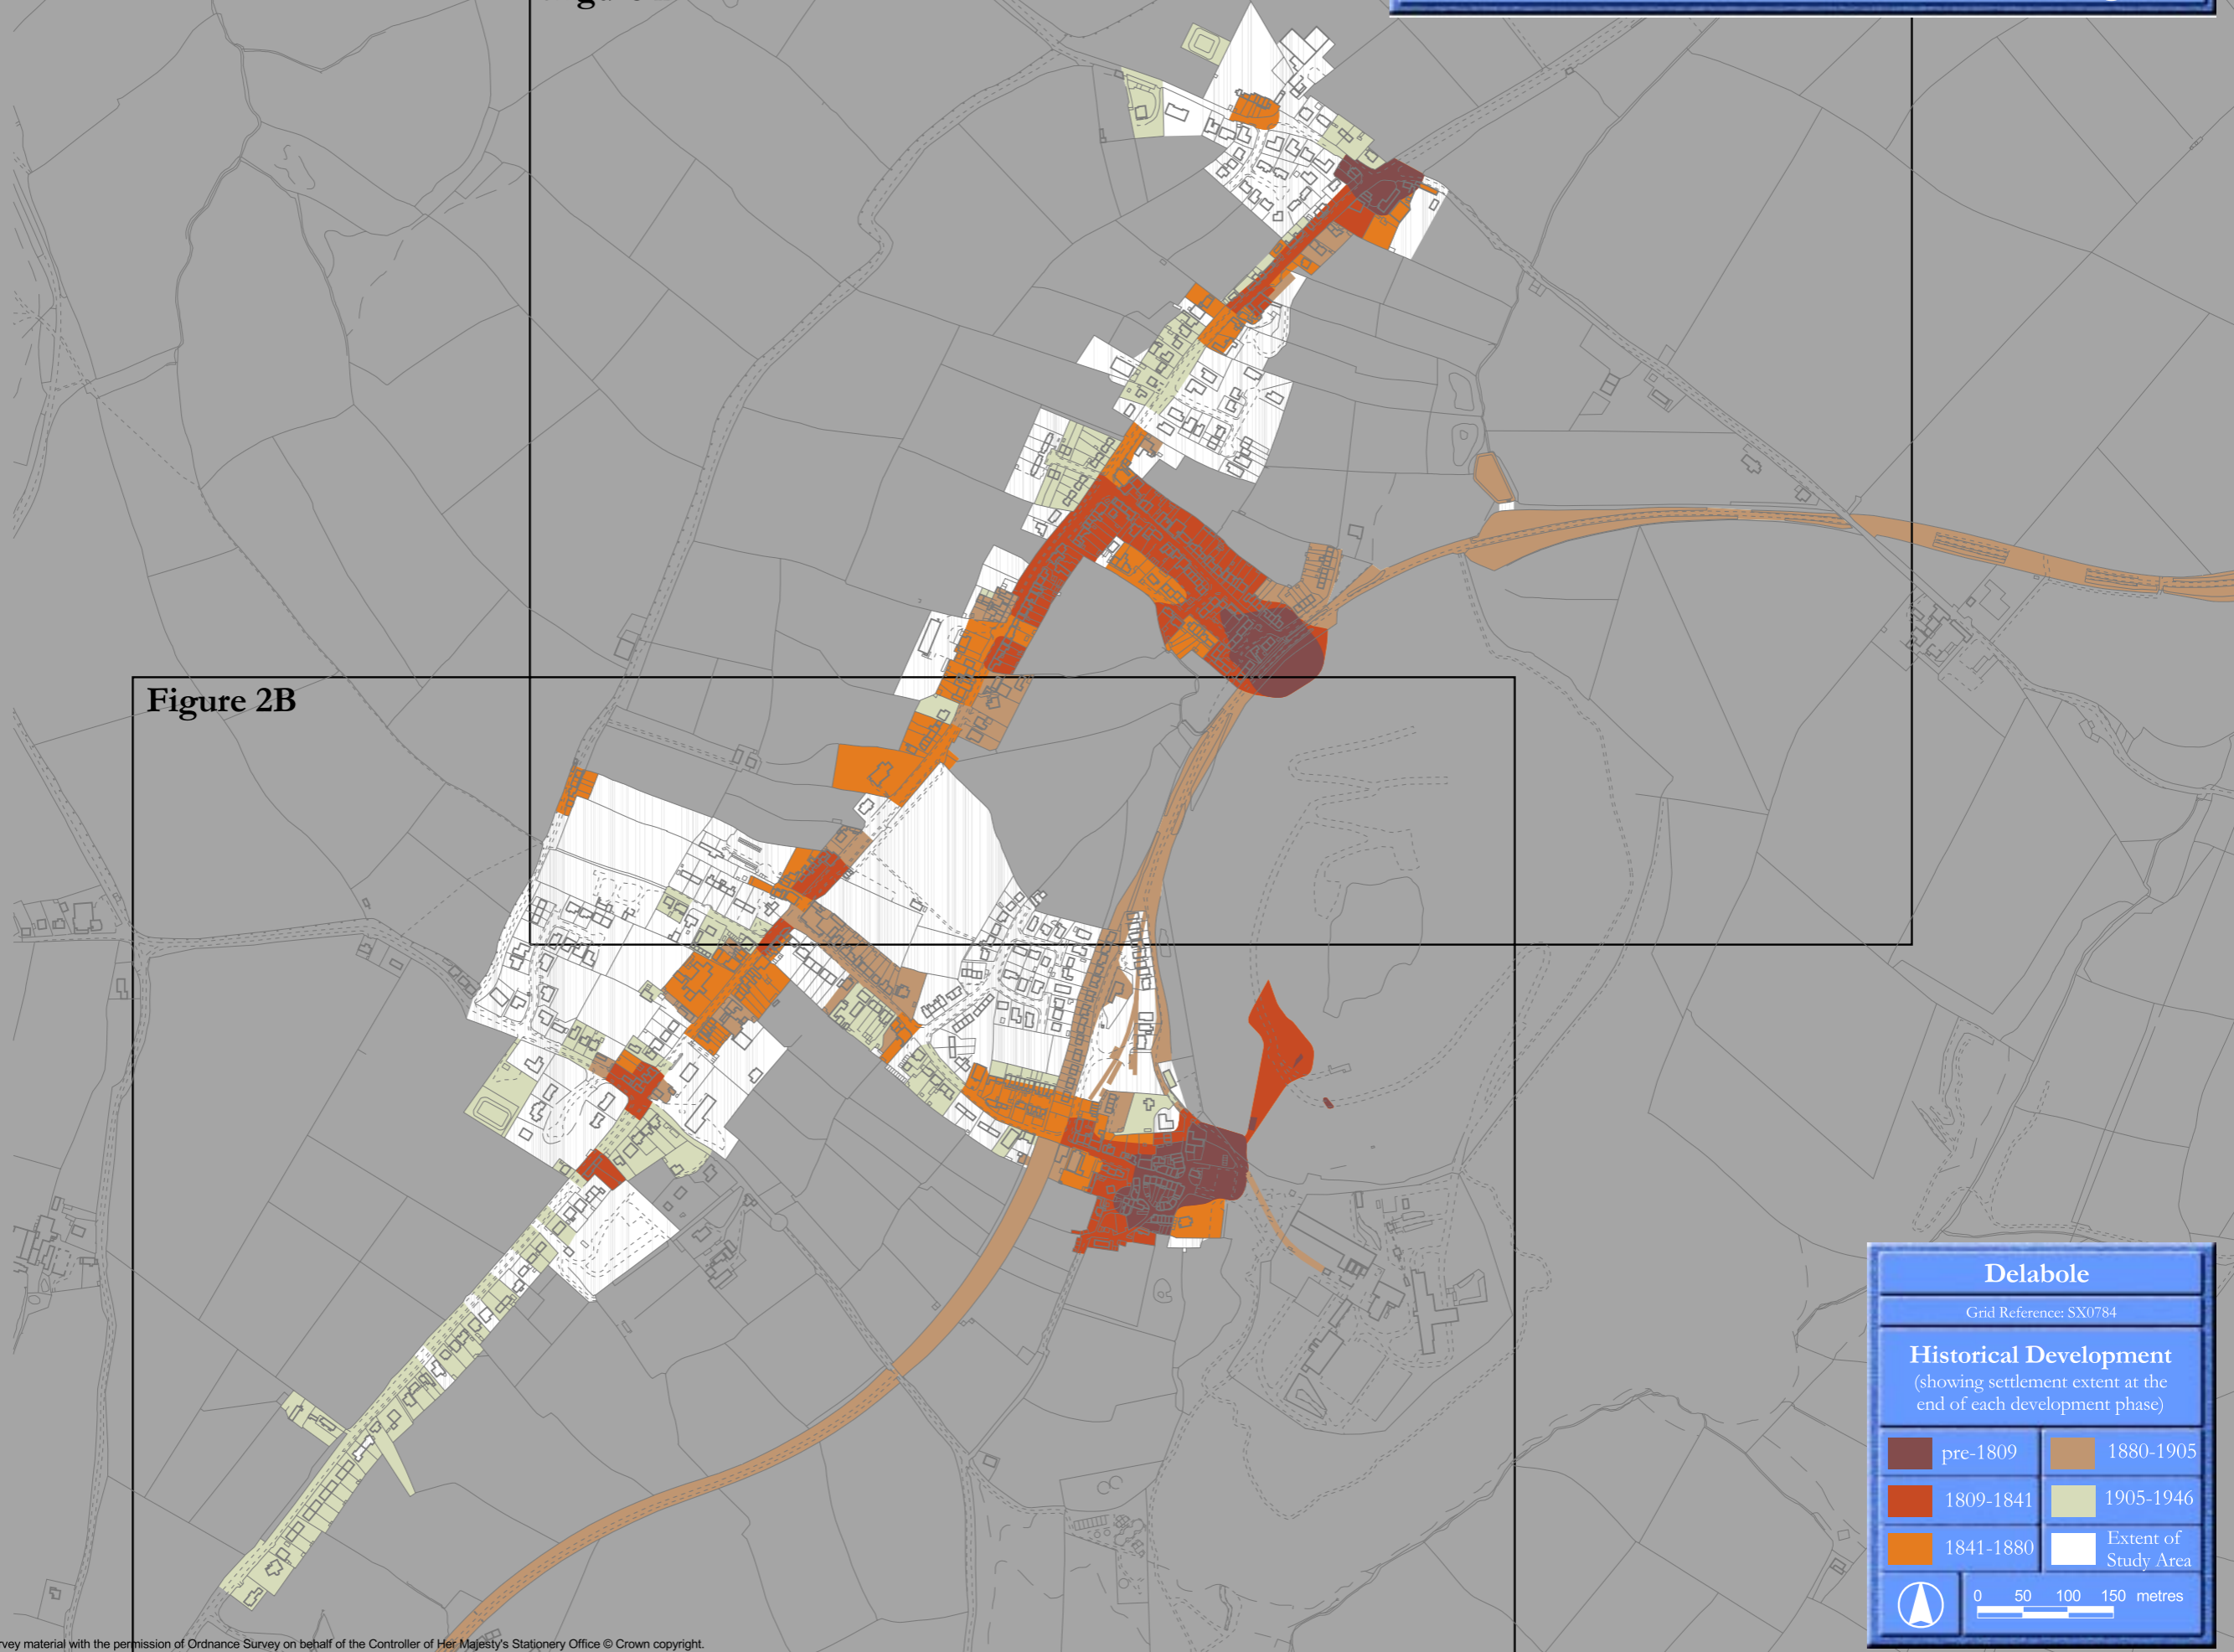 Figure 2B
Delabole
Grid Reference: SX0784
Historical Development
(showing settlement extent at the
end of each development phase)
pre-1809
1880-1905
1809-1841
1905-1946
1841-1880
Extent of
Study Area
0 50 100 150 metres
material with the permission of Ordnance Survey on behalf of the Controller of Her Majesty's Stationery Office © Crown copyright.